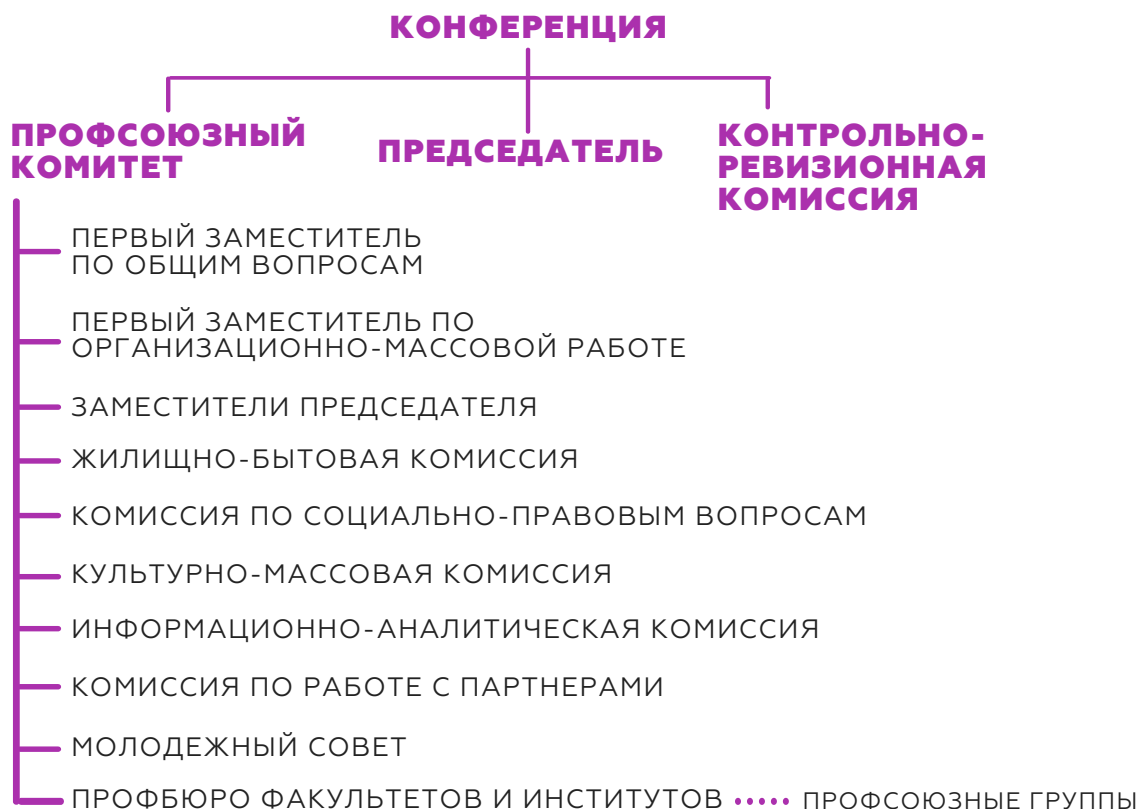 КОНФЕРЕНЦИЯ
ПРОФСОЮЗНЫЙ
КОМИТЕТ
ПРЕДСЕДАТЕЛЬ
КОНТРОЛЬНО-
РЕВИЗИОННАЯ
КОМИССИЯ
ПЕРВЫЙ ЗАМЕСТИТЕЛЬ
ПО ОБЩИМ ВОПРОСАМ
ПЕРВЫЙ ЗАМЕСТИТЕЛЬ ПО
ОРГАНИЗАЦИОННО-МАССОВОЙ РАБОТЕ
ЗАМЕСТИТЕЛИ ПРЕДСЕДАТЕЛЯ
ЖИЛИЩНО-БЫТОВАЯ КОМИССИЯ
КОМИССИЯ ПО СОЦИАЛЬНО-ПРАВОВЫМ ВОПРОСАМ
КУЛЬТУРНО-МАССОВАЯ КОМИССИЯ
ИНФОРМАЦИОННО-АНАЛИТИЧЕСКАЯ КОМИССИЯ
КОМИССИЯ ПО РАБОТЕ С ПАРТНЕРАМИ
МОЛОДЕЖНЫЙ СОВЕТ
ПРОФБЮРО ФАКУЛЬТЕТОВ И ИНСТИТУТОВ ••••• ПРОФСОЮЗНЫЕ ГРУППЫ